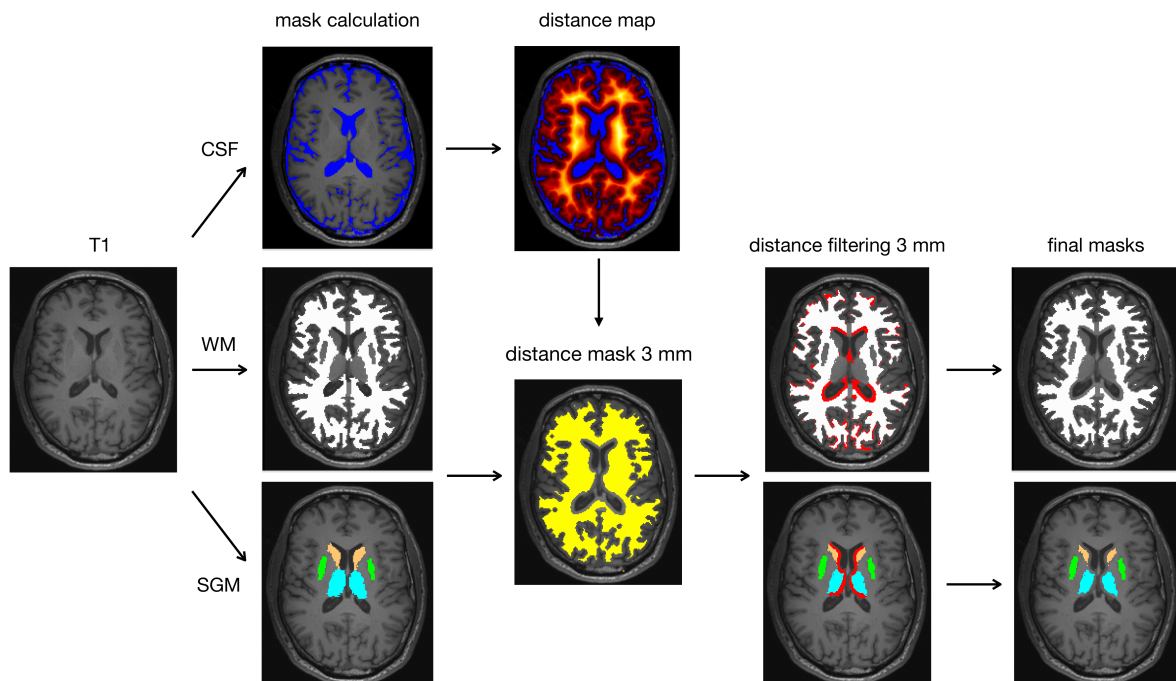 mask calculation
distance map
CSF
T1
distance filtering 3 mm
final masks
WM
distance mask 3 mm
SGM